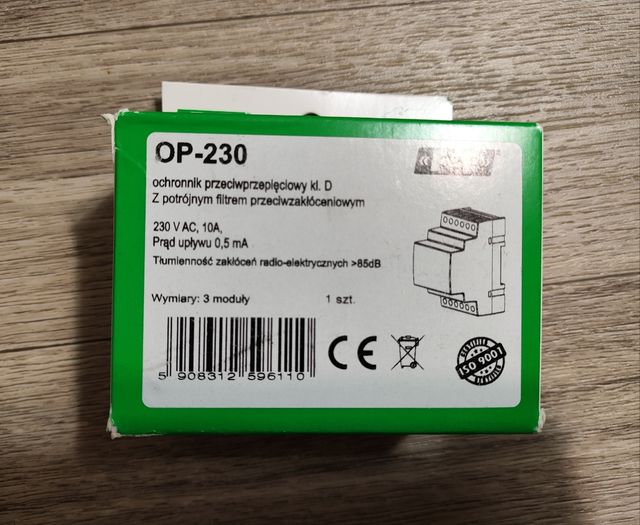 OP-230
ochronnik przeciwprzepięciowy kl. D
Z potrójnym filtrem przeciwzakłóceniowym
230 V AC, 10A,
Prąd upływu 0,5 mA
Tłumienność zakłóceń radio-elektrycznych >85dB
Wymiary: 3 moduły 1 szt.
CE
ISO 9001
5 908312 596110